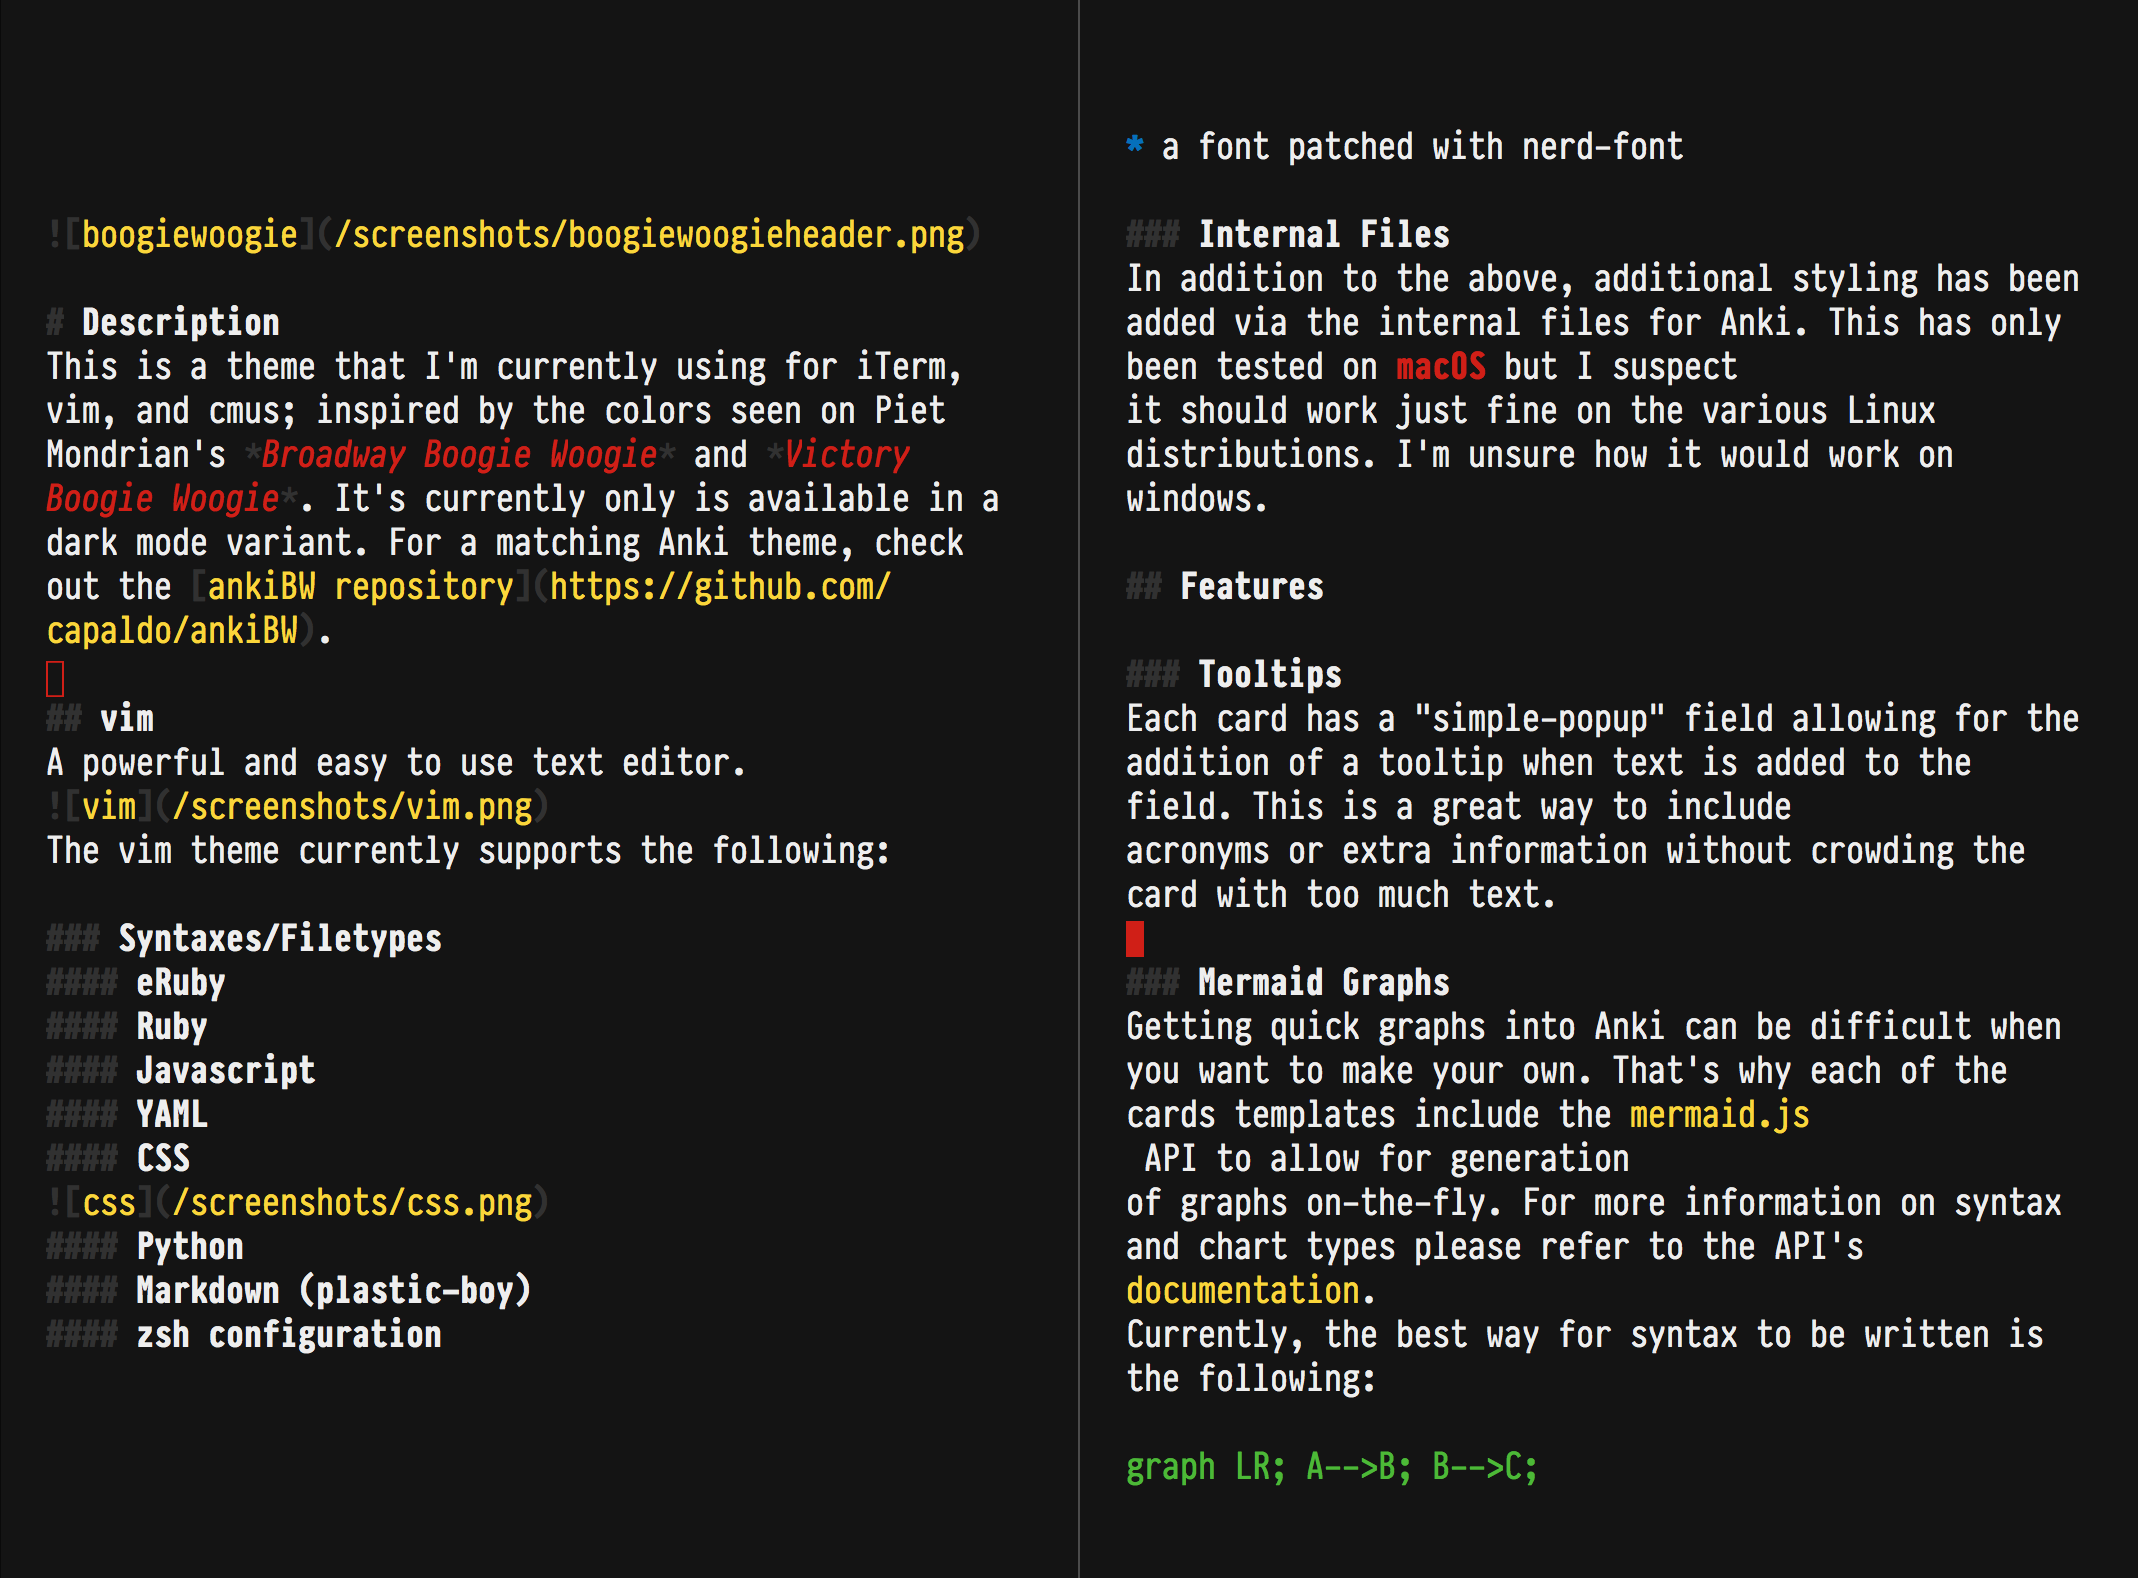 ![boogiewoogie](/screenshots/boogiewoogieheader.png)
# Description
This is a theme that I'm currently using for iTerm,
vim, and cmus; inspired by the colors seen on Piet
Mondrian's *Broadway Boogie Woogie* and *Victory
Boogie Woogie*. It's currently only is available in a
dark mode variant. For a matching Anki theme, check
out the [ankiBW repository](https://github.com/
capaldo/ankiBW).
## vim
A powerful and easy to use text editor.
![vim](/screenshots/vim.png)
The vim theme currently supports the following:
### Syntaxes/Filetypes
#### eRuby
#### Ruby
#### Javascript
#### YAML
#### CSS
![css](/screenshots/css.png)
#### Python
#### Markdown (plastic-boy)
#### zsh configuration
* a font patched with nerd-font
### Internal Files
In addition to the above, additional styling has been
added via the internal files for Anki. This has only
been tested on macOS but I suspect
it should work just fine on the various Linux
distributions. I'm unsure how it would work on
windows.
## Features
### Tooltips
Each card has a "simple-popup" field allowing for the
addition of a tooltip when text is added to the
field. This is a great way to include
acronyms or extra information without crowding the
card with too much text.
### Mermaid Graphs
Getting quick graphs into Anki can be difficult when
you want to make your own. That's why each of the
cards templates include the mermaid.js
API to allow for generation
of graphs on-the-fly. For more information on syntax
and chart types please refer to the API's
documentation.
Currently, the best way for syntax to be written is
the following:
graph LR; A-->B; B-->C;